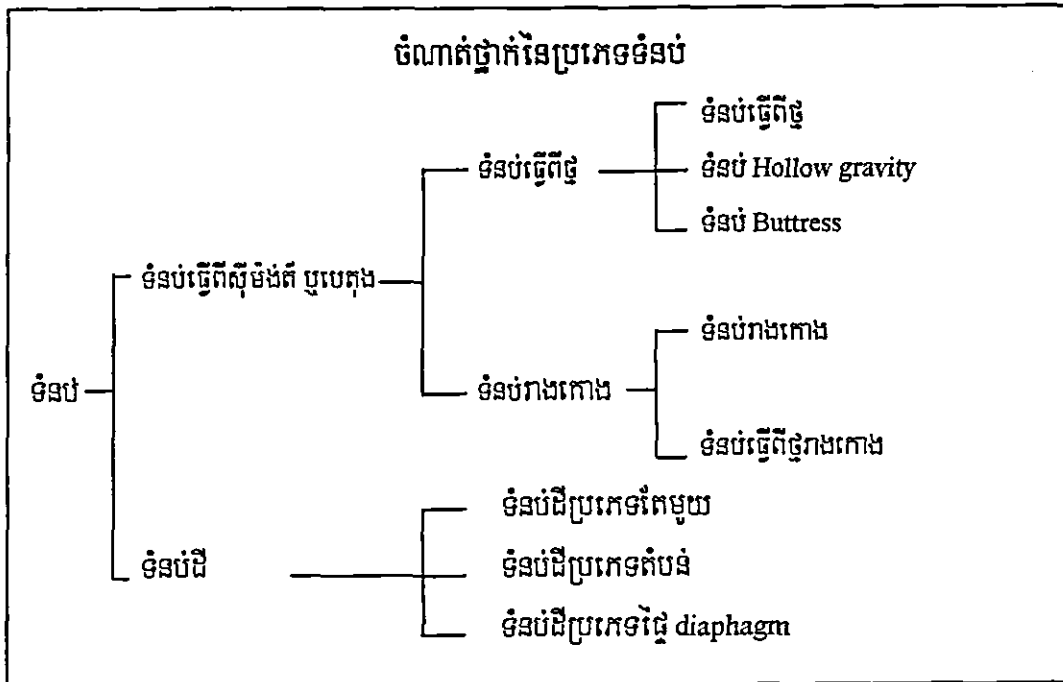 ចំណាត់ថ្នាក់នៃប្រភេទទំនប់
ទំនប់ធ្វើពីថ្ម
ទំនប់ធ្វើពីថ្ម
ទំនប់ Hollow gravity
ទំនប់ Buttress
ទំនប់ធ្វើពីស៊ីម៉ង់ត៍ ឬបេតុង
ទំនប់រាងកោង
ទំនប់
ទំនប់រាងកោង
ទំនប់ធ្វើពីថ្មរាងកោង
ទំនប់ដីប្រភេទតែមួយ
ទំនប់ដី
ទំនប់ដីប្រភេទតំបន់
ទំនប់ដីប្រភេទផ្ទៃ diaphagm